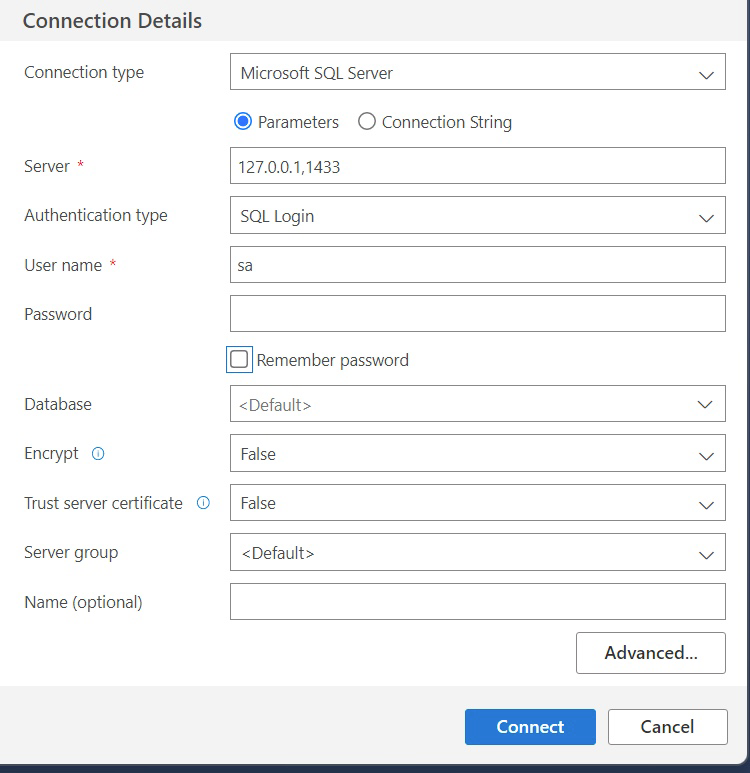 Connection Details
Connection type Microsoft SQL Server
Parameters Connection String
Server * 127.0.0.1,1433
Authentication type SQL Login
User name * sa
Password
Remember password
Database <Default>
Encrypt False
Trust server certificate False
Server group <Default>
Name (optional)
Advanced...
Connect Cancel